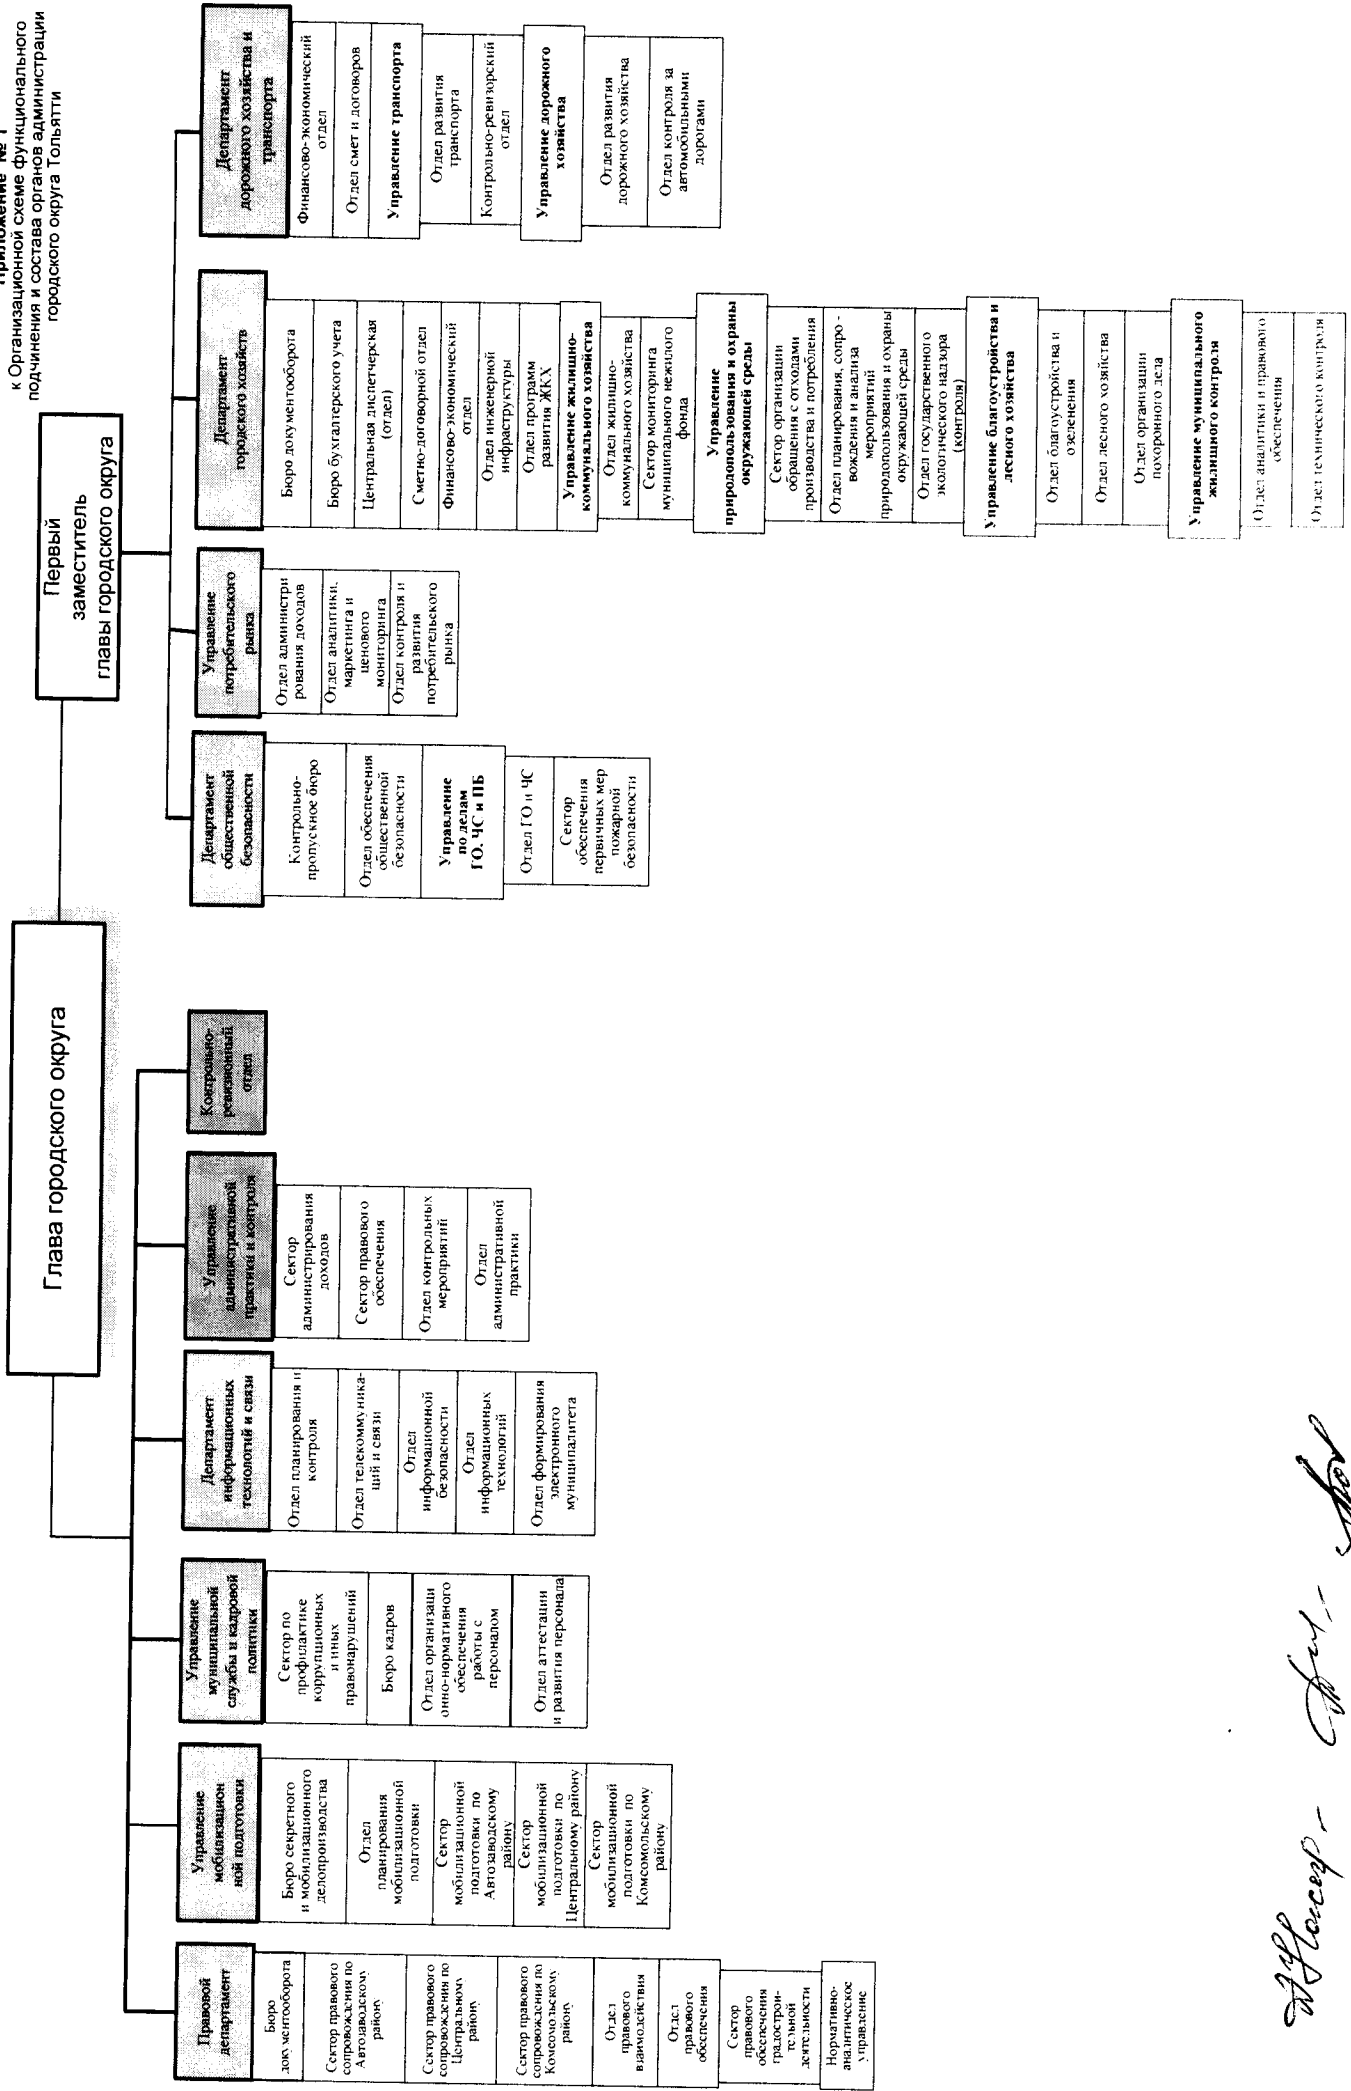 Приложение № 1
к Организационной схеме функционального
подчинения и состава органов администрации
городского округа Тольятти
Глава городского округа
Первый
заместитель
главы городского округа
Правовой
департамент
Бюро
документооборота
Сектор правового
сопровождения по
Автозаводскому
району
Сектор правового
сопровождения по
Центральному
району
Сектор правового
сопровождения по
Комсомольскому
району
Отдел
правового
взаимодействия
Отдел
правового
обеспечения
Сектор
правового
обеспечения
градострои-
тельной
деятельности
Нормативно-
аналитическое
управление
Управление
мобилизацион
ной подготовки
Бюро секретного
и мобилизационного
делопроизводства
Отдел
планирования
мобилизационной
подготовки
Сектор
мобилизационной
подготовки по
Автозаводскому
району
Сектор
мобилизационной
подготовки по
Центральному району
Сектор
мобилизационной
подготовки по
Комсомольскому
району
Управление
муниципальной
службы и кадровой
политики
Сектор по
профилактике
коррупционных
и иных
правонарушений
Бюро кадров
Отдел организаци
онно-нормативного
обеспечения
работы с
персоналом
Отдел аттестации
и развития персонала
Департамент
информационных
технологий и связи
Отдел планирования и
контроля
Отдел телекоммуника-
ций и связи
Отдел
информационной
безопасности
Отдел
информационных
технологий
Отдел формирования
электронного
муниципалитета
Управление
административной
практики и контроля
Сектор
администрирования
доходов
Сектор правового
обеспечения
Отдел контрольных
мероприятий
Отдел
административной
практики
Контрольно-
ревизионный
отдел
Департамент
общественной
безопасности
Контрольно-
пропускное бюро
Отдел обеспечения
общественной
безопасности
Управление
по делам
ГО, ЧС и ПБ
Отдел ГО и ЧС
Сектор
обеспечения
первичных мер
пожарной
безопасности
Управление
потребительского
рынка
Отдел администри
рования доходов
Отдел аналитики,
маркетинга и
ценового
мониторинга
Отдел контроля и
развития
потребительского
рынка
Департамент
городского хозяйств
Бюро документооборота
Бюро бухгалтерского учета
Центральная диспетчерская
(отдел)
Сметно-договорной отдел
Финансово-экономический
отдел
Отдел инженерной
инфраструктуры
Отдел программ
развития ЖКХ
Управление жилищно-
коммунального хозяйства
Отдел жилищно-
коммунального хозяйства
Сектор мониторинга
муниципального нежилого
фонда
Управление
природопользования и охраны
окружающей среды
Сектор организации
обращения с отходами
производства и потребления
Отдел планирования, сопро -
вождения и анализа
мероприятий
природопользования и охраны
окружающей среды
Отдел государственного
экологического надзора
(контроля)
Управление благоустройства и
лесного хозяйства
Отдел благоустройства и
озеленения
Отдел лесного хозяйства
Отдел организации
похоронного дела
Управление муниципального
жилищного контроля
Отдел аналитики и правового
обеспечения
Отдел технического контроля
Департамент
дорожного хозяйства и
транспорта
Финансово-экономический
отдел
Отдел смет и договоров
Управление транспорта
Отдел развития
транспорта
Контрольно-ревизорский
отдел
Управление дорожного
хозяйства
Отдел развития
дорожного хозяйства
Отдел контроля за
автомобильными
дорогами